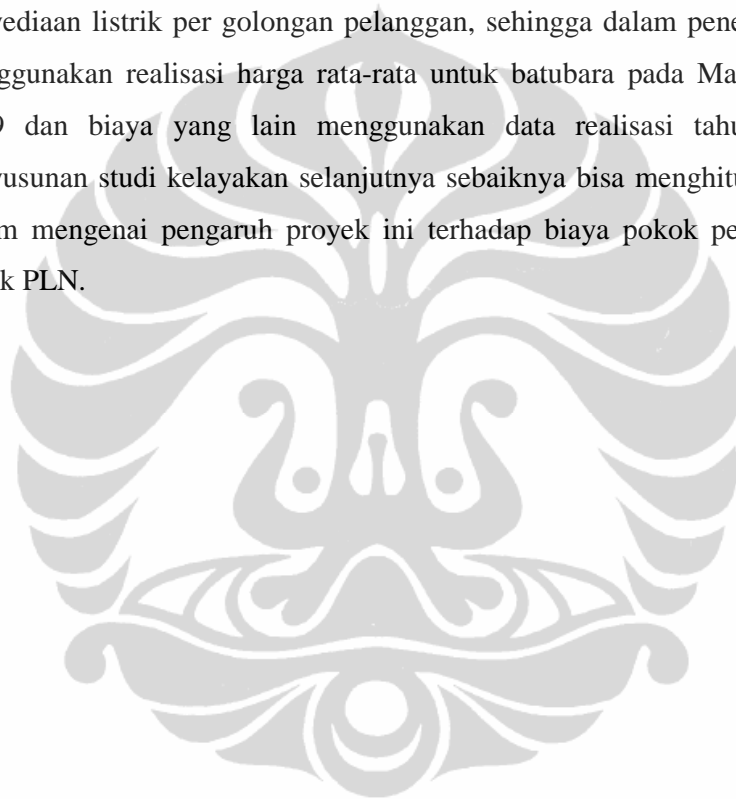 yediaan listrik per golongan pelanggan, sehingga dalam pene
ggunakan realisasi harga rata-rata untuk batubara pada Ma
9 dan biaya yang lain menggunakan data realisasi tahu
yusunan studi kelayakan selanjutnya sebaiknya bisa menghitu
m mengenai pengaruh proyek ini terhadap biaya pokok pe
k PLN.